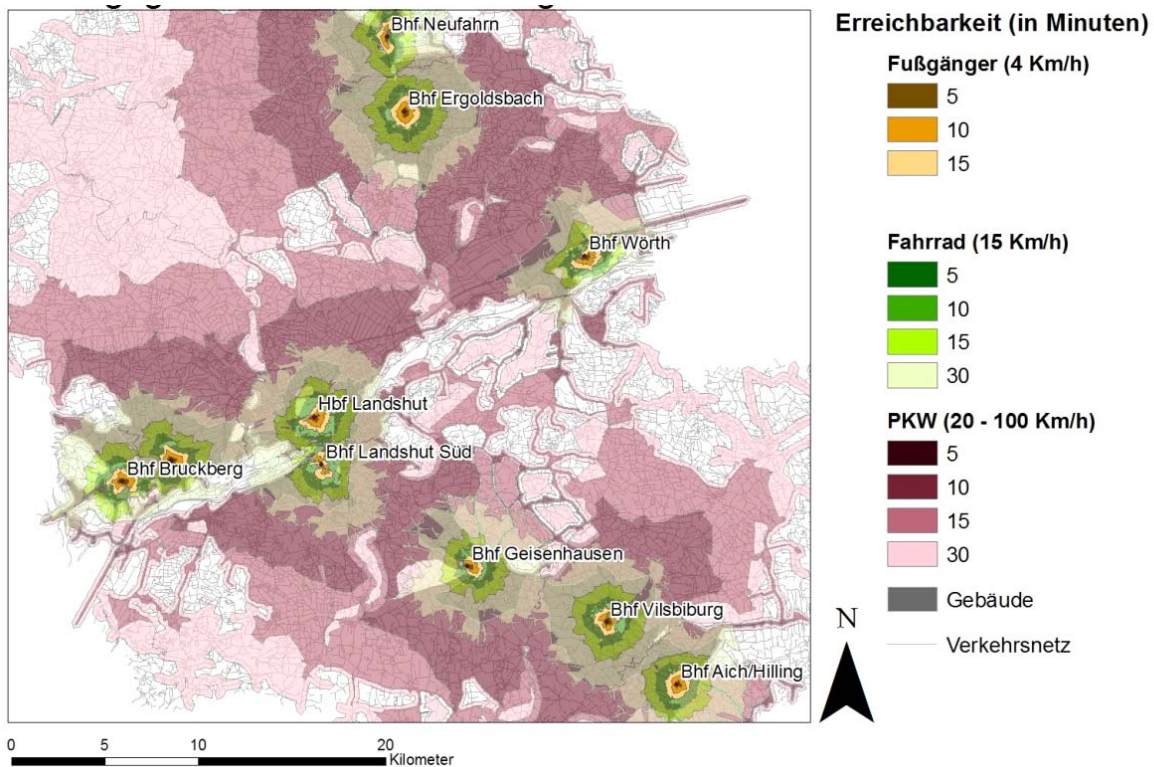 Bhf Neufahrn
Bhf Ergoldsbach
Bhf Wörth
Hbf Landshut
Bhf Landshut Süd
Bhf Bruckberg
Bhf Geisenhausen
Bhf Vilsbiburg
Bhf Aich/Hilling
0 5 10 20
Kilometer
Erreichbarkeit (in Minuten)
Fußgänger (4 Km/h)
5
10
15
Fahrrad (15 Km/h)
5
10
15
30
PKW (20 - 100 Km/h)
5
10
15
30
Gebäude
Verkehrsnetz
N